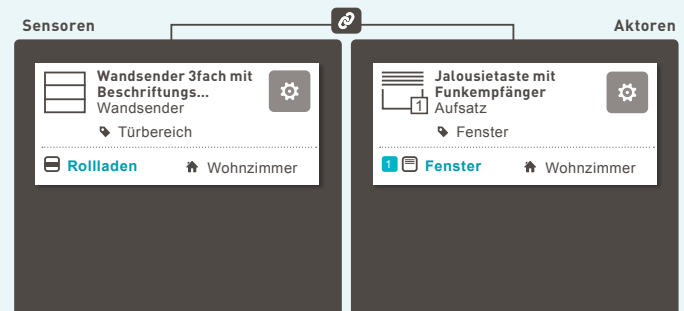 Sensoren
Aktoren
Wandsender 3fach mit
Beschriftungs...
Wandsender
Türbereich
Rollladen
Wohnzimmer
Jalousietaste mit
Funkempfänger
1
Aufsatz
Fenster
1
Fenster
Wohnzimmer